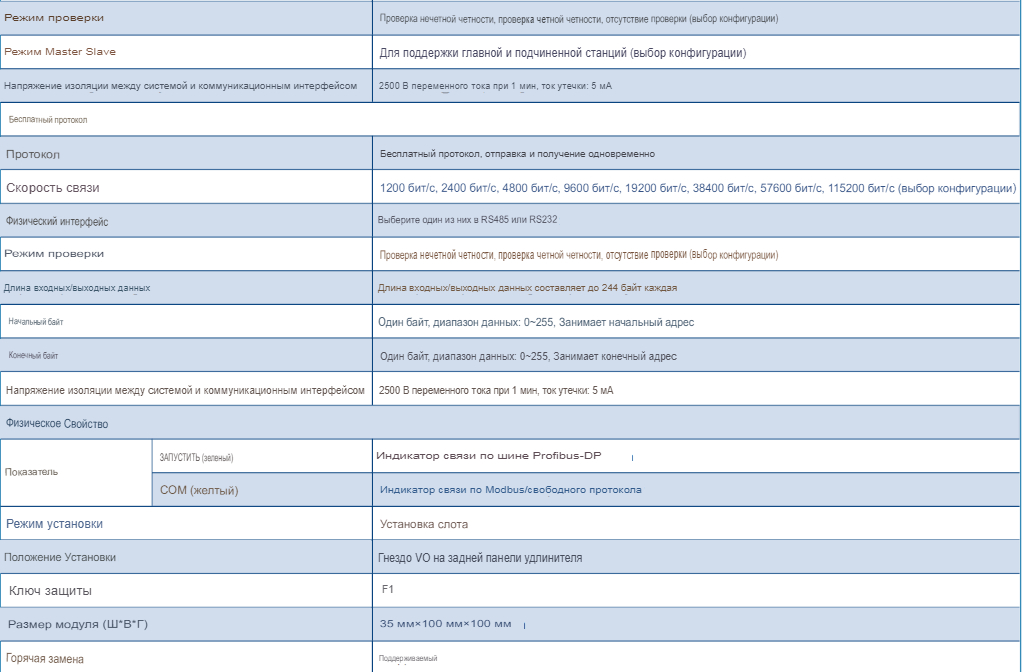 Режим проверки Проверка нечетной четности, проверка четной четности, отсутствие проверки (выбор конфигурации)
Режим Master Slave Для поддержки главной и подчиненной станций (выбор конфигурации)
Напряжение изоляции между системой и коммуникационным интерфейсом 2500 В переменного тока при 1 мин, ток утечки: 5 мА
Бесплатный протокол
Протокол Бесплатный протокол, отправка и получение одновременно
Скорость связи 1200 бит/с, 2400 бит/с, 4800 бит/с, 9600 бит/с, 19200 бит/с, 38400 бит/с, 57600 бит/с, 115200 бит/с (выбор конфигурации)
Физический интерфейс Выберите один из них в RS485 или RS232
Режим проверки Проверка нечетной четности, проверка четной четности, отсутствие проверки (выбор конфигурации)
Длина входных/выходных данных Длина входных/выходных данных составляет до 244 байт каждая
Начальный байт Один байт, диапазон данных: 0~255, Занимает начальный адрес
Конечный байт Один байт, диапазон данных: 0~255, Занимает конечный адрес
Напряжение изоляции между системой и коммуникационным интерфейсом 2500 В переменного тока при 1 мин, ток утечки: 5 мА
Физическое Свойство
Показатель ЗАПУСТИТЬ (зеленый) Индикатор связи по шине Profibus-DP
COM (желтый) Индикатор связи по Modbus/свободного протокола
Режим установки Установка слота
Положение Установки Гнездо VO на задней панели удлинителя
Ключ защиты F1
Размер модуля (Ш*В*Г) 35 мм×100 мм×100 мм
Горячая замена Поддерживаемый